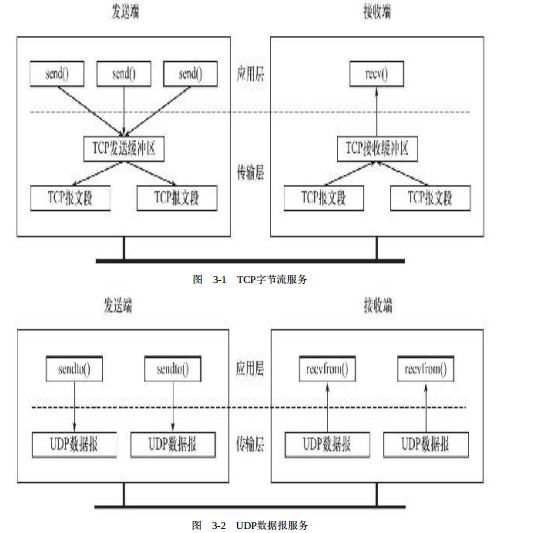 发送端 接收端
send() send() send() 应用层 recv()
TCP发送缓冲区 TCP接收缓冲区
传输层
TCP报文段 TCP报文段 TCP报文段 TCP报文段
图 3-1 TCP字节流服务
发送端 接收端
sendto() sendto() 应用层 recvfrom() recvfrom()
UDP数据报 UDP数据报 传输层 UDP数据报 UDP数据报
图 3-2 UDP数据报服务